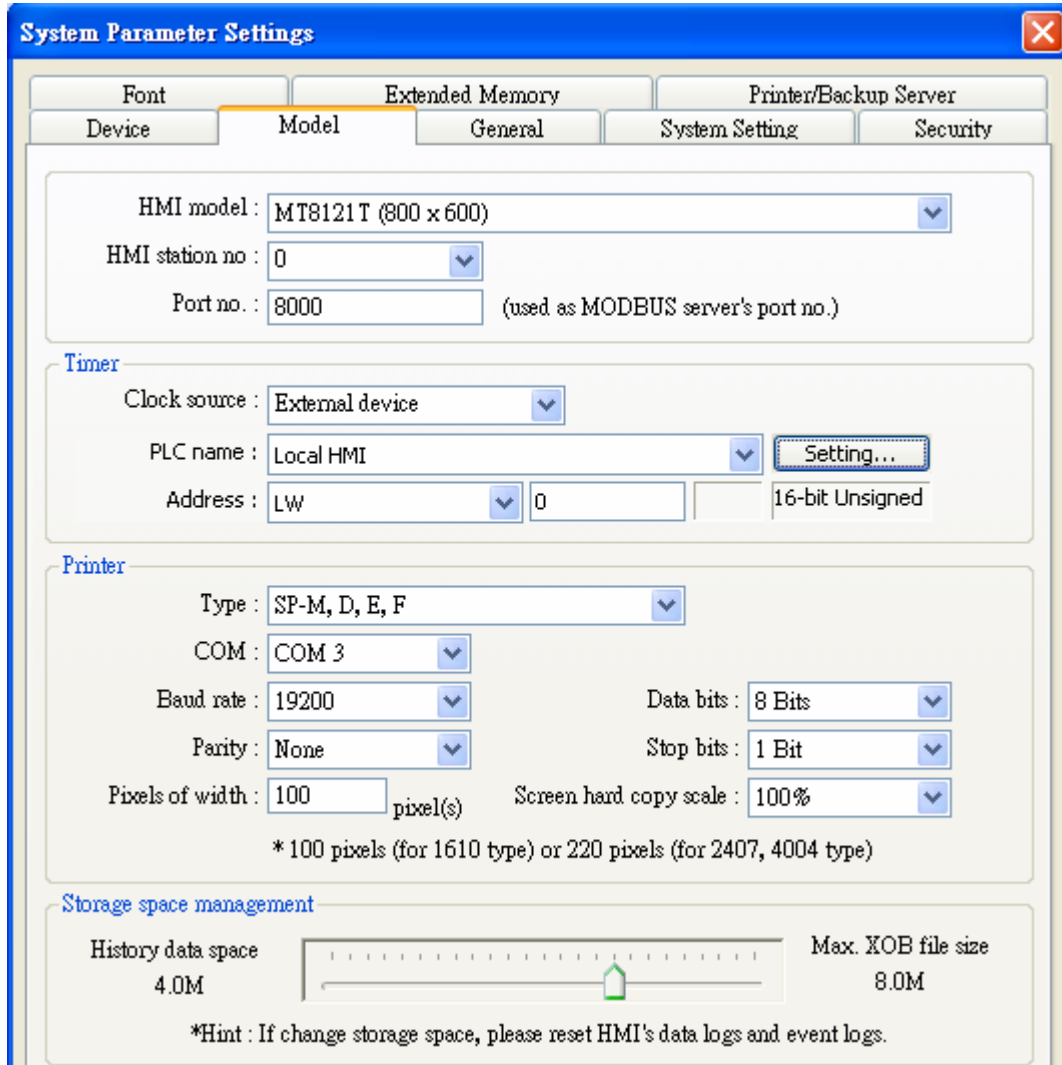 System Parameter Settings
Font Extended Memory Printer/Backup Server
Device Model General System Setting Security
HMI model : MT8121T (800 x 600)
HMI station no : 0
Port no. : 8000 (used as MODBUS server's port no.)
Timer
Clock source : External device
PLC name : Local HMI Setting...
Address : LW 0 16-bit Unsigned
Printer
Type : SP-M, D, E, F
COM : COM 3
Baud rate : 19200 Data bits : 8 Bits
Parity : None Stop bits : 1 Bit
Pixels of width : 100 pixel(s) Screen hard copy scale : 100%
* 100 pixels (for 1610 type) or 220 pixels (for 2407, 4004 type)
Storage space management
History data space Max. XOB file size
4.0M 8.0M
*Hint : If change storage space, please reset HMI's data logs and event logs.